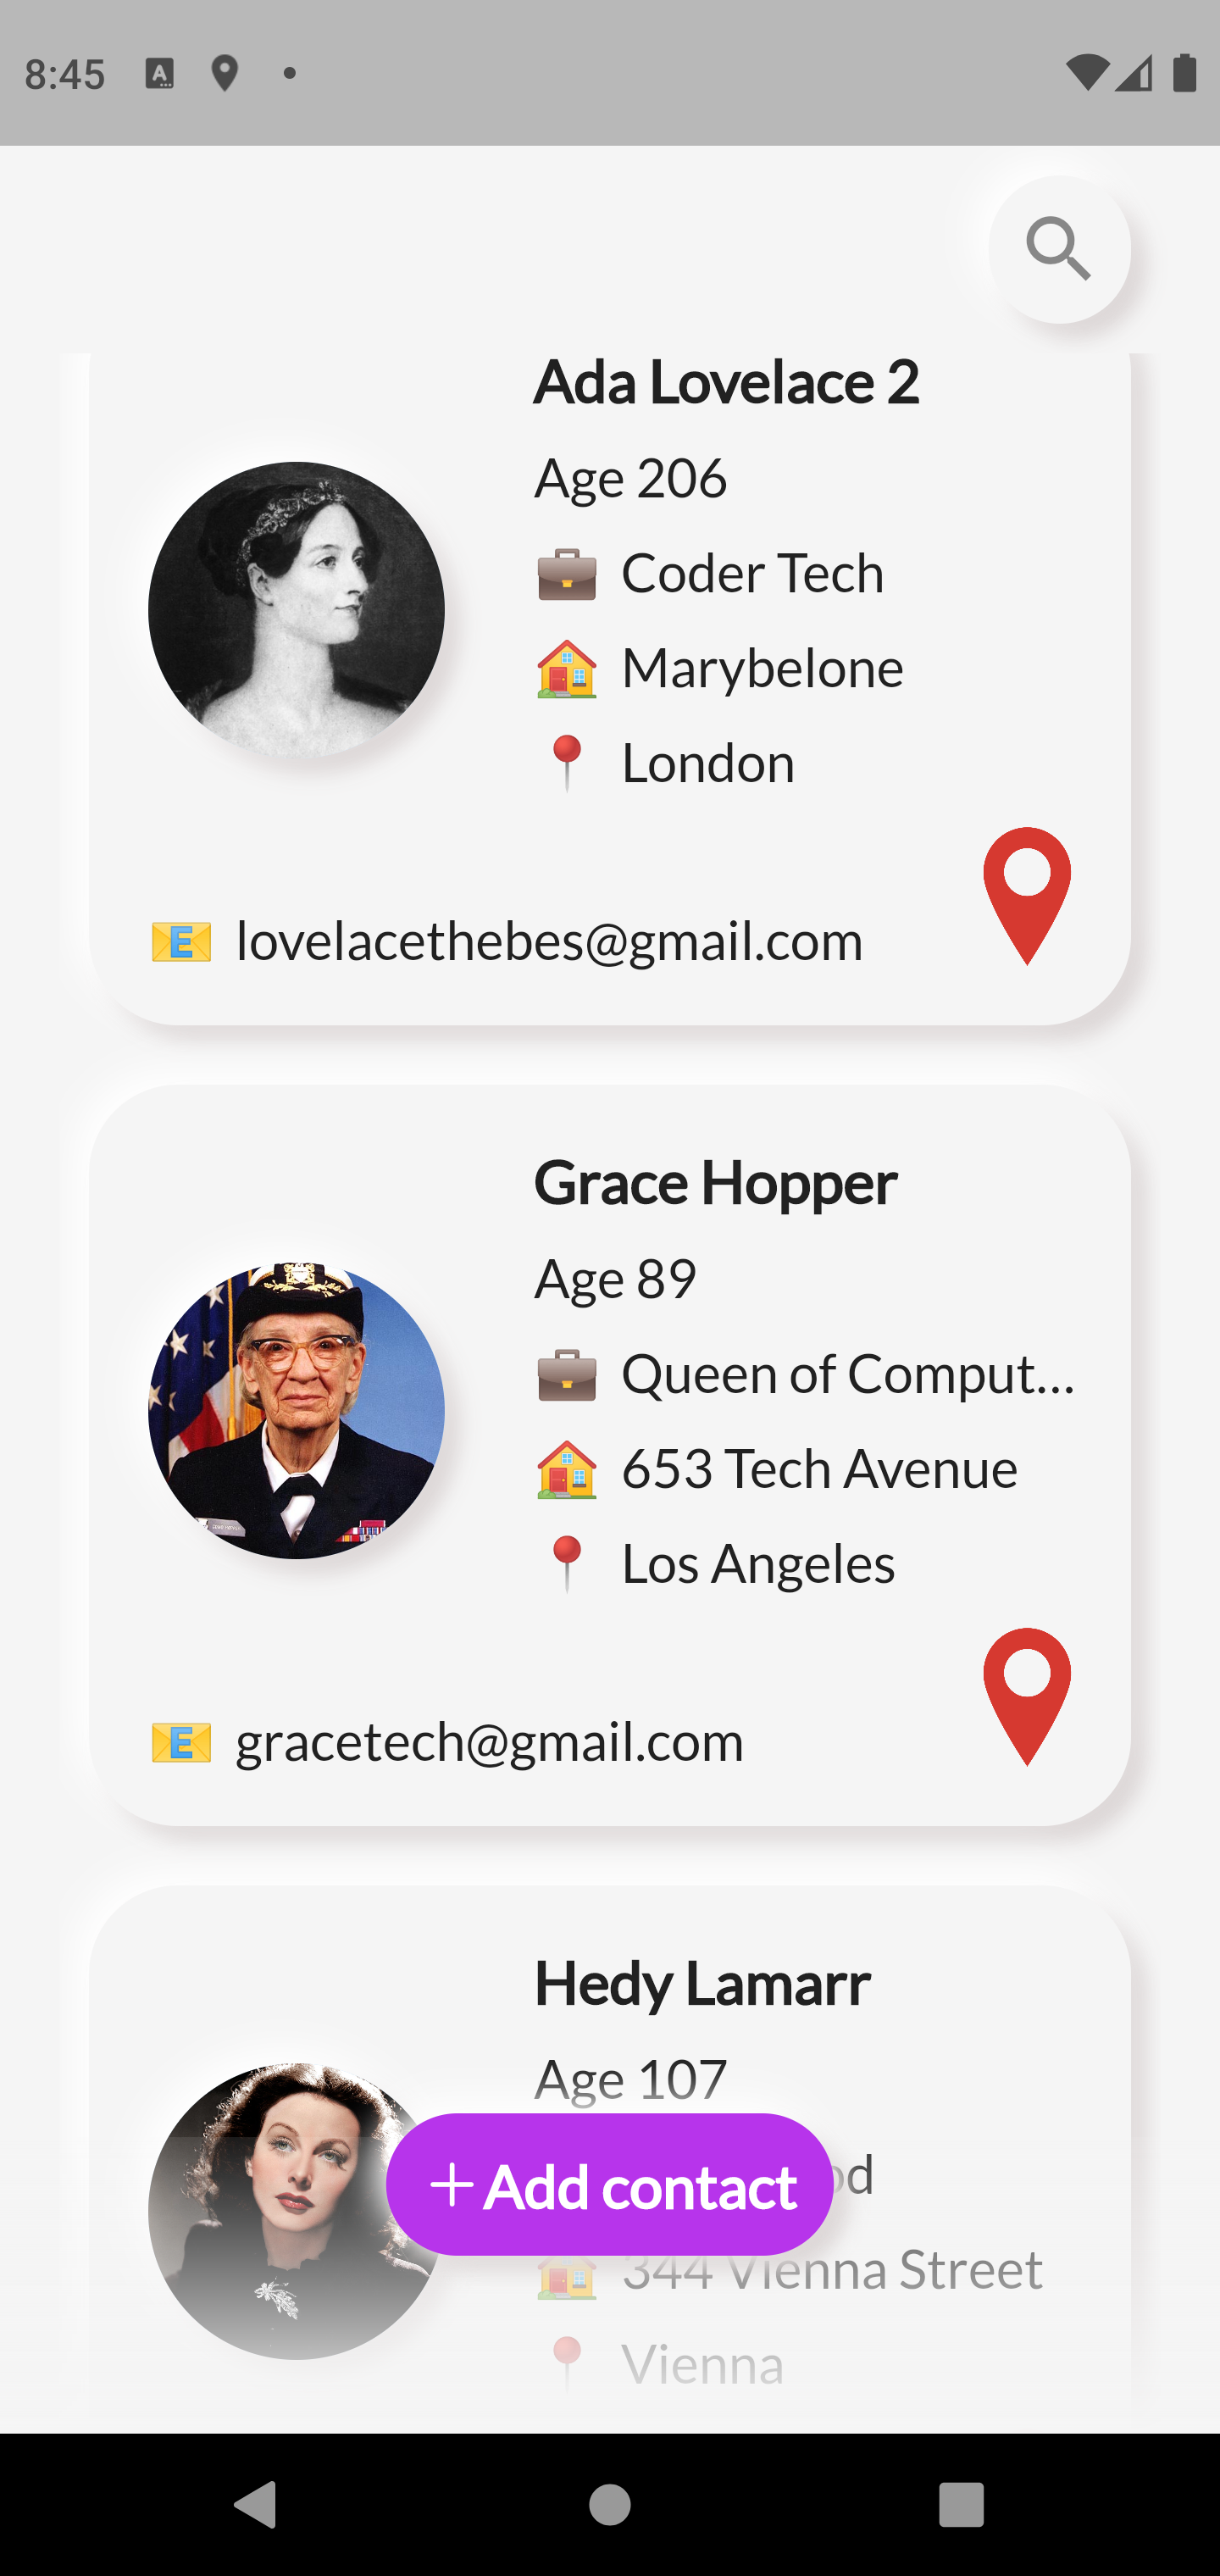 8:45
Ada Lovelace 2
Age 206
Coder Tech
Marybelone
London
lovelacethebes@gmail.com
Grace Hopper
Age 89
Queen of Comput...
653 Tech Avenue
Los Angeles
gracetech@gmail.com
Hedy Lamarr
Age 107
Add contact
344 Vienna Street
Vienna